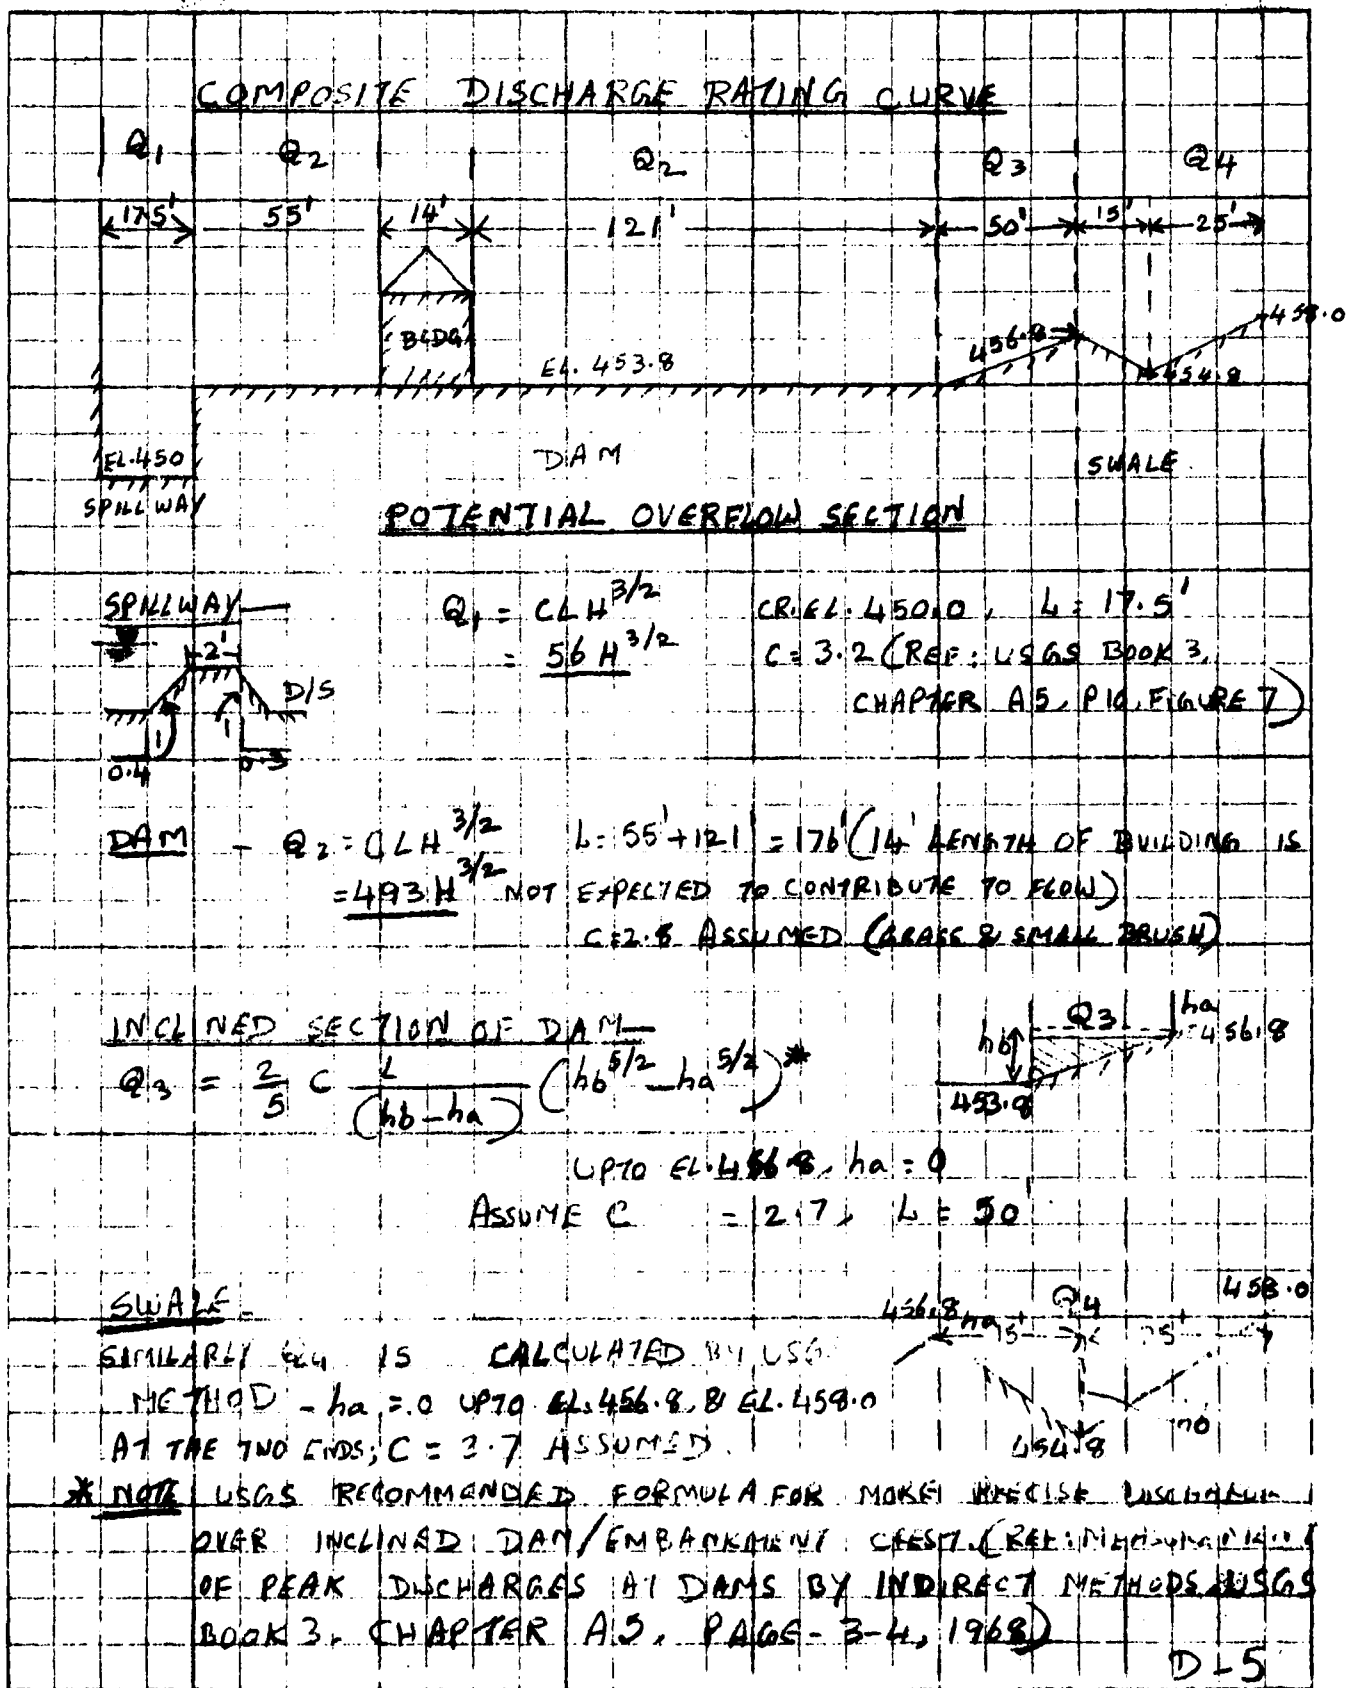 COMPOSITE DISCHARGE RATING CURVE
Q1 Q2 Q2 Q3 Q4
17.5' 55' 14' 121' 50' 15' 25'
458.0
456.8
BLDG
EL. 453.8
454.8
EL.450
DAM
SWALE
SPILLWAY
POTENTIAL OVERFLOW SECTION
SPILLWAY
Q1 = CLH^3/2 CR.EL. 450.0, L = 17.5'
2'
= 56 H^3/2 C = 3.2 (REF: USGS BOOK 3,
D/S
CHAPTER A5, P10, FIGURE 7)
1 1
0.4 0.3
DAM - Q2 = CLH^3/2 L = 55' + 121' = 176' (14' LENGTH OF BUILDING IS
= 493 H^3/2 NOT EXPECTED TO CONTRIBUTE TO FLOW)
C = 2.8 ASSUMED (GRASS & SMALL BRUSH)
INCLINED SECTION OF DAM
Q3 ha
hb 456.8
Q3 = 2/5 C L/(hb-ha) (hb^5/2 - ha^5/2)*
453.8
UPTO EL.456.8, ha = 0
ASSUME C = 2.7, L = 50'
SWALE
456.8 ha 15' Q4 458.0
SIMILARLY Q4 IS CALCULATED BY
METHOD - ha = 0 UPTO EL.456.8, & EL.458.0
AT THE TWO ENDS; C = 2.7 ASSUMED.
454.8
* NOTE USGS RECOMMENDED FORMULA FOR MORE PRECISE
OVER INCLINED DAM/EMBANKMENT CREST. (REF:
OF PEAK DISCHARGES AT DAMS BY INDIRECT METHODS USGS
BOOK 3, CHAPTER A5, PAGE-3-4, 1968)
D-5